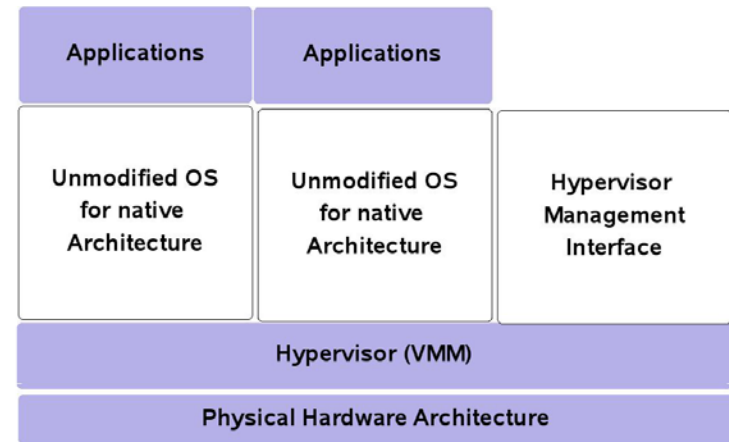 Applications
Applications
Unmodified OS
for native
Architecture
Unmodified OS
for native
Architecture
Hypervisor
Management
Interface
Hypervisor (VMM)
Physical Hardware Architecture